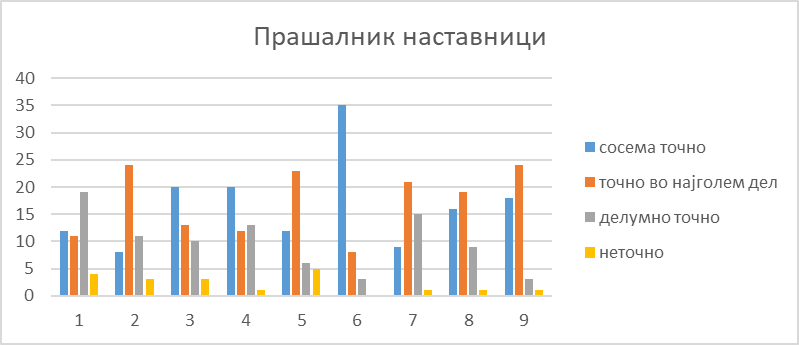 Прашалник наставници
40
35
30
25
20
15
10
5
0
1 2 3 4 5 6 7 8 9
сосема точно
точно во најголем дел
делумно точно
неточно